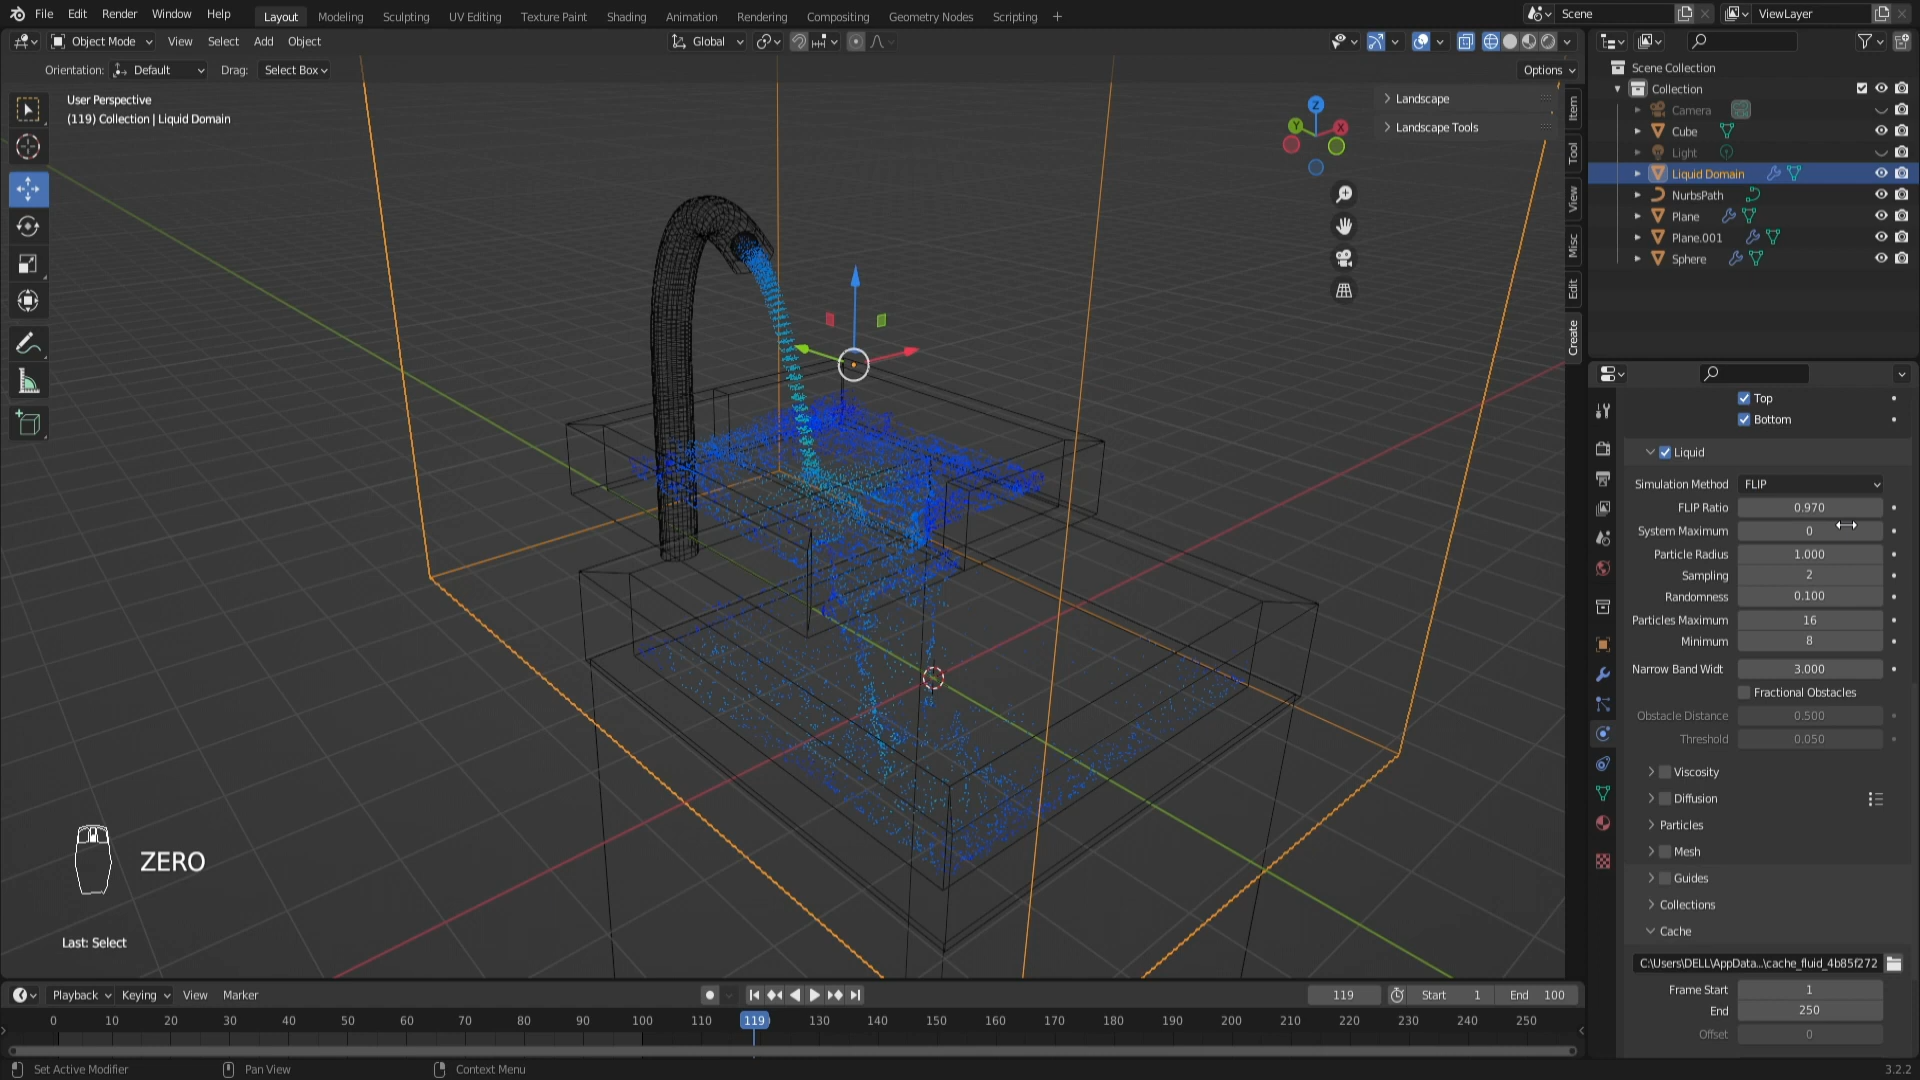 File Edit Render Window Help Layout Modeling Sculpting UV Editing Texture Paint Shading Animation Rendering Compositing Geometry Nodes Scripting + Scene ViewLayer
Object Mode View Select Add Object Global
Orientation: Default Drag: Select Box Options
User Perspective
(119) Collection | Liquid Domain
Landscape
Landscape Tools
Z
Y
X
Item
Tool
View
Misc
Edit
Create
Scene Collection
Collection
Camera
Cube
Light
Liquid Domain
NurbsPath
Plane
Plane.001
Sphere
Top
Bottom
Liquid
Simulation Method FLIP
FLIP Ratio 0.970
System Maximum 0
Particle Radius 1.000
Sampling 2
Randomness 0.100
Particles Maximum 16
Minimum 8
Narrow Band Widt 3.000
Fractional Obstacles
Obstacle Distance 0.500
Threshold 0.050
Viscosity
Diffusion
Particles
Mesh
Guides
Collections
Cache
C:\Users\DELL\AppData...\cache_fluid_4b85f272
Frame Start 1
End 250
Offset 0
ZERO
Last: Select
Playback Keying View Marker 119 Start 1 End 100
0 10 20 30 40 50 60 70 80 90 100 110 119 130 140 150 160 170 180 190 200 210 220 230 240 250
Set Active Modifier Pan View Context Menu 3.2.2